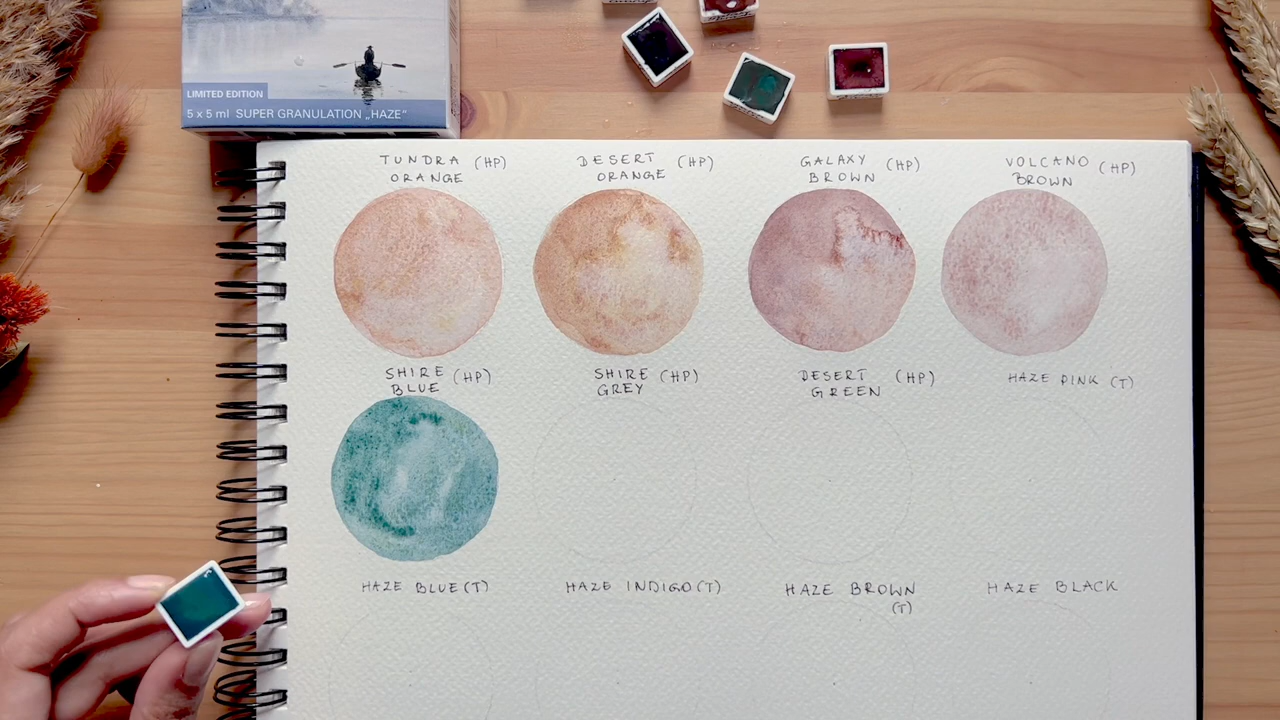 LIMITED EDITION
5 x 5 ml SUPER GRANULATION „HAZE“
TUNDRA (HP)
ORANGE
DESERT (HP)
ORANGE
GALAXY (HP)
BROWN
VOLCANO (HP)
BROWN
SHIRE (HP)
BLUE
SHIRE (HP)
GREY
DESERT (HP)
GREEN
HAZE PINK (T)
HAZE BLUE (T)
HAZE INDIGO (T)
HAZE BROWN
(T)
HAZE BLACK